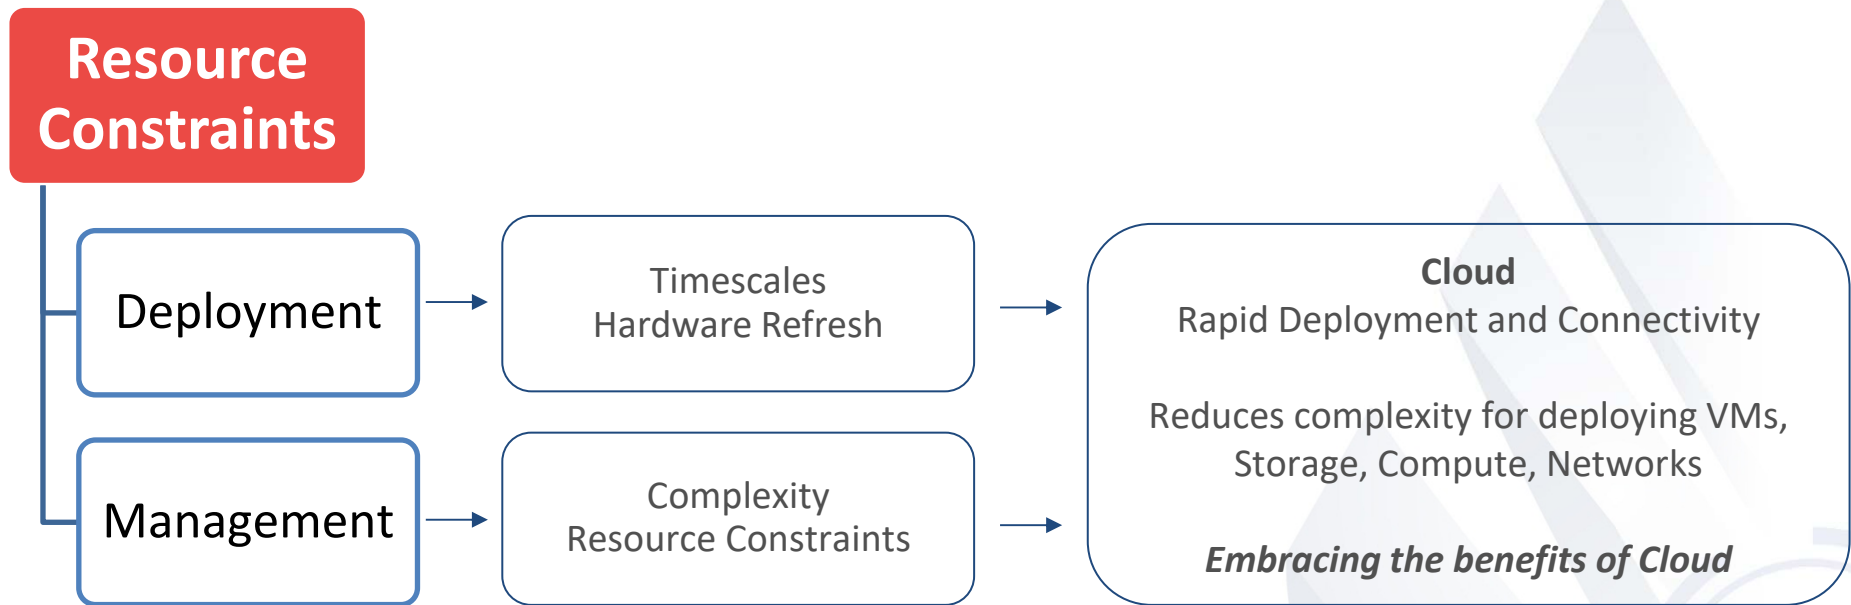 Resource
Constraints
Deployment
Timescales
Hardware Refresh
Management
Complexity
Resource Constraints
Cloud
Rapid Deployment and Connectivity
Reduces complexity for deploying VMs,
Storage, Compute, Networks
Embracing the benefits of Cloud